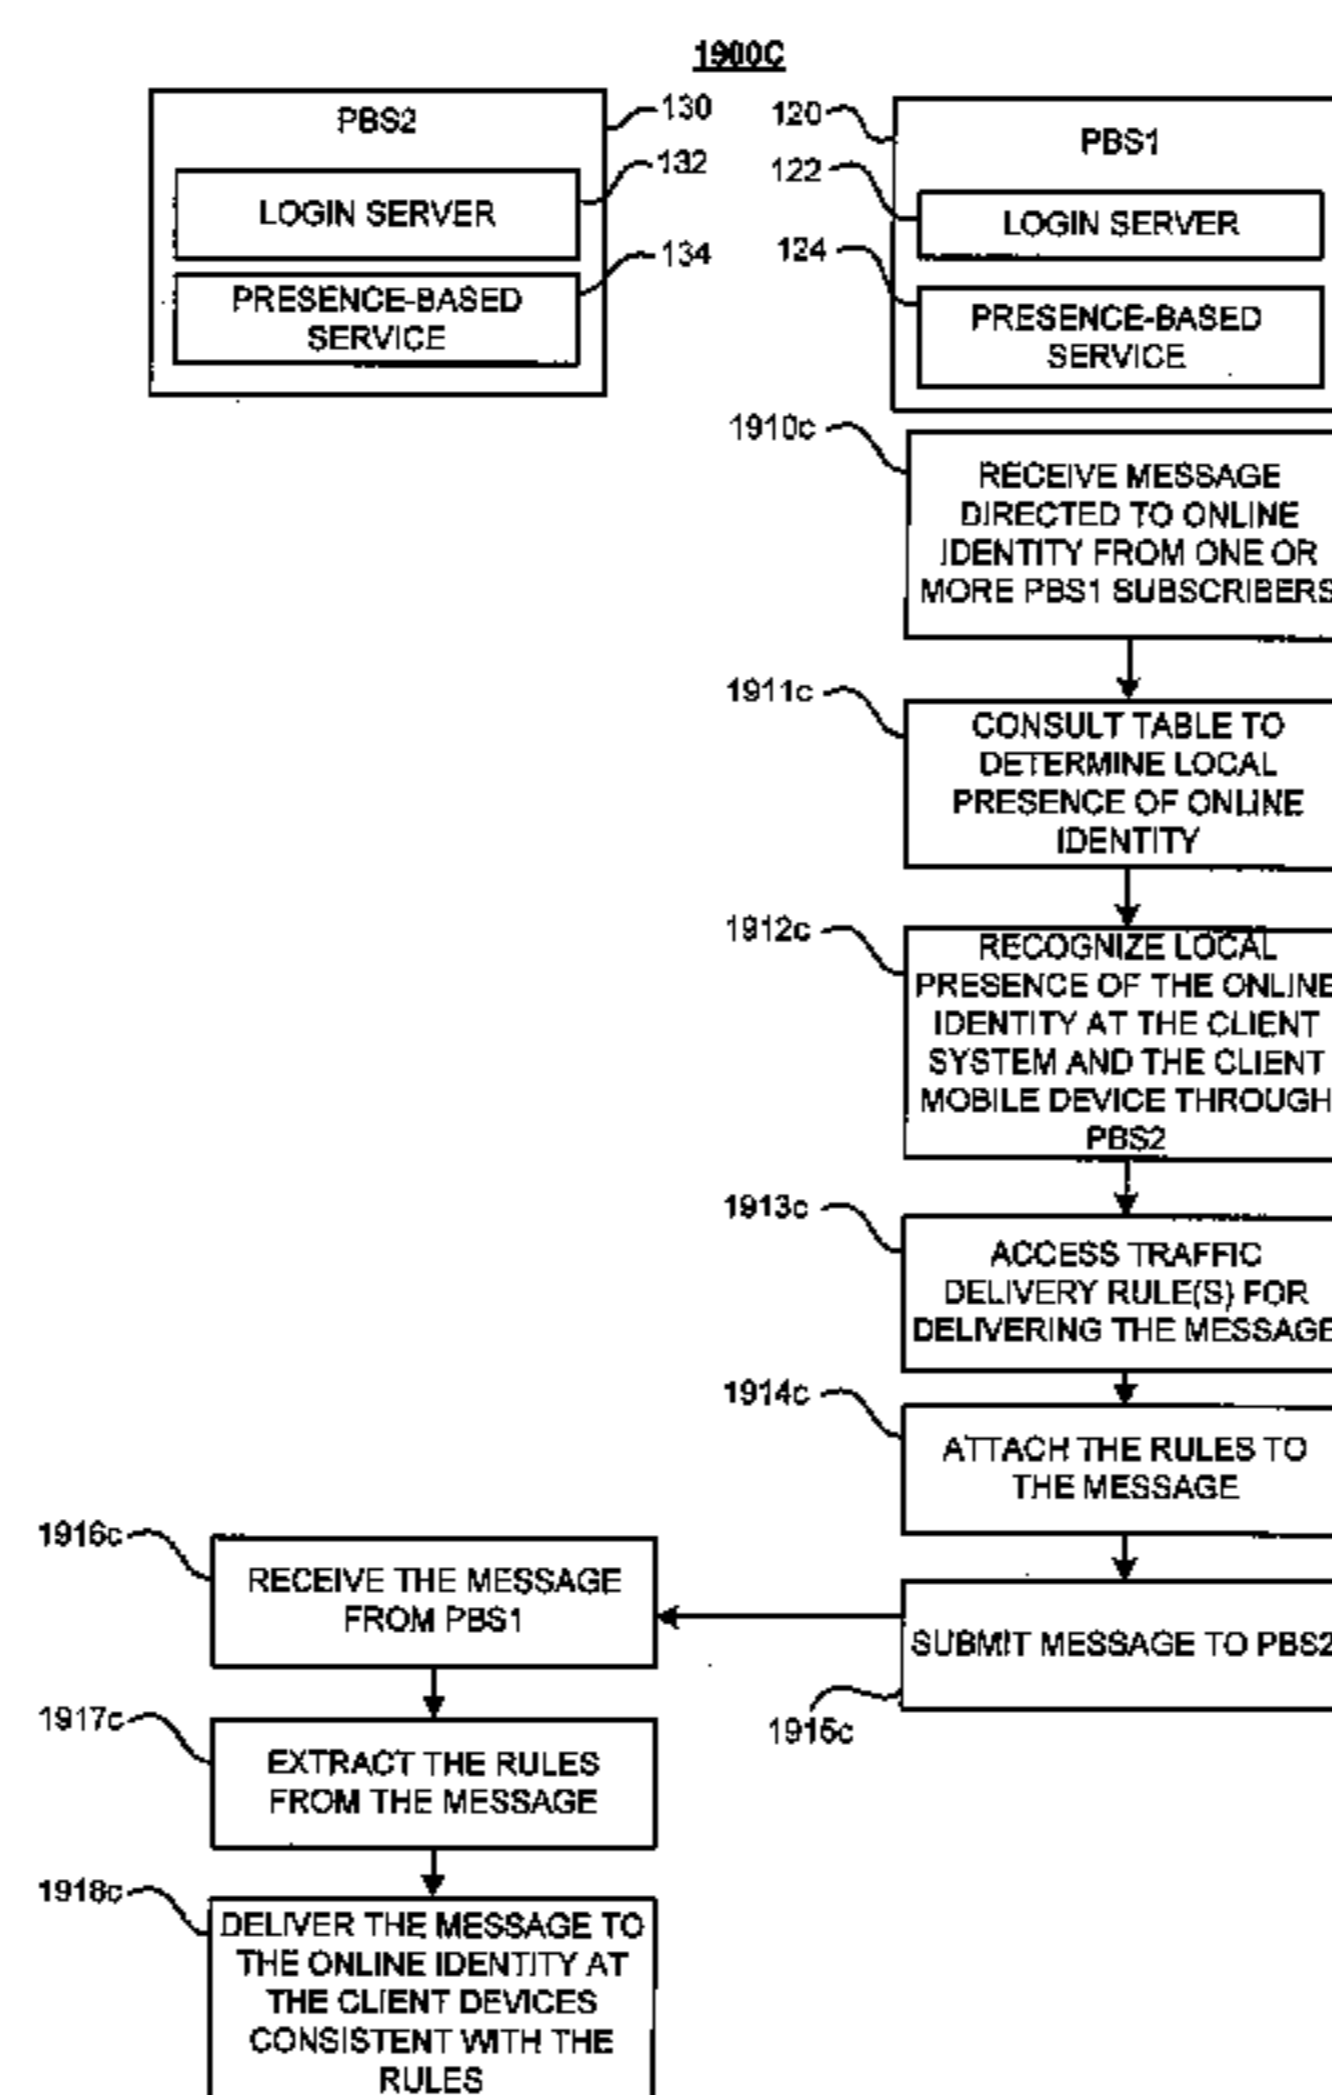 1900C
PBS2
130
LOGIN SERVER
132
PRESENCE-BASED
SERVICE
134
120
PBS1
122
LOGIN SERVER
124
PRESENCE-BASED
SERVICE
1910c
RECEIVE MESSAGE
DIRECTED TO ONLINE
IDENTITY FROM ONE OR
MORE PBS1 SUBSCRIBERS
1911c
CONSULT TABLE TO
DETERMINE LOCAL
PRESENCE OF ONLINE
IDENTITY
1912c
RECOGNIZE LOCAL
PRESENCE OF THE ONLINE
IDENTITY AT THE CLIENT
SYSTEM AND THE CLIENT
MOBILE DEVICE THROUGH
PBS2
1913c
ACCESS TRAFFIC
DELIVERY RULE(S) FOR
DELIVERING THE MESSAGE
1914c
ATTACH THE RULES TO
THE MESSAGE
SUBMIT MESSAGE TO PBS2
1915c
1916c
RECEIVE THE MESSAGE
FROM PBS1
1917c
EXTRACT THE RULES
FROM THE MESSAGE
1918c
DELIVER THE MESSAGE TO
THE ONLINE IDENTITY AT
THE CLIENT DEVICES
CONSISTENT WITH THE
RULES